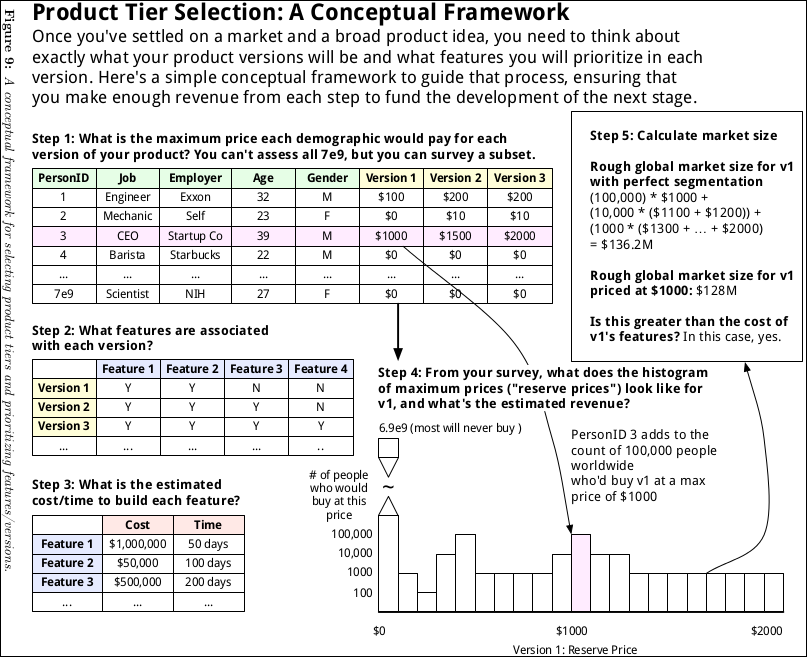 Product Tier Selection: A Conceptual Framework
Once you've settled on a market and a broad product idea, you need to think about
exactly what your product versions will be and what features you will prioritize in each
version. Here's a simple conceptual framework to guide that process, ensuring that
you make enough revenue from each step to fund the development of the next stage.
Step 1: What is the maximum price each demographic would pay for each
version of your product? You can't assess all 7e9, but you can survey a subset.
PersonID Job Employer Age Gender Version 1 Version 2 Version 3
1 Engineer Exxon 32 M $100 $200 $200
2 Mechanic Self 23 F $0 $10 $10
3 CEO Startup Co 39 M $1000 $1500 $2000
4 Barista Starbucks 22 M $0 $0 $0
... ... ... ... ... ... ... ...
7e9 Scientist NIH 27 F $0 $0 $0
Step 2: What features are associated
with each version?
Feature 1 Feature 2 Feature 3 Feature 4
Version 1 Y Y N N
Version 2 Y Y Y N
Version 3 Y Y Y Y
... ... ... ..
Step 3: What is the estimated
cost/time to build each feature?
Cost Time
Feature 1 $1,000,000 50 days
Feature 2 $50,000 100 days
Feature 3 $500,000 200 days
... ... ...
Step 4: From your survey, what does the histogram
of maximum prices ("reserve prices") look like for
v1, and what's the estimated revenue?
6.9e9 (most will never buy )
~
# of people
who would
buy at this
price
100,000
10,000
1000
100
$0 $1000 $2000
Version 1: Reserve Price
PersonID 3 adds to the
count of 100,000 people
worldwide
who'd buy v1 at a max
price of $1000
Step 5: Calculate market size
Rough global market size for v1
with perfect segmentation
(100,000) * $1000 +
(10,000 * ($1100 + $1200)) +
(1000 * ($1300 + ... + $2000)
= $136.2M
Rough global market size for v1
priced at $1000: $128M
Is this greater than the cost of
v1's features? In this case, yes.
Figure 9: A conceptual framework for selecting product tiers and prioritizing features/versions.